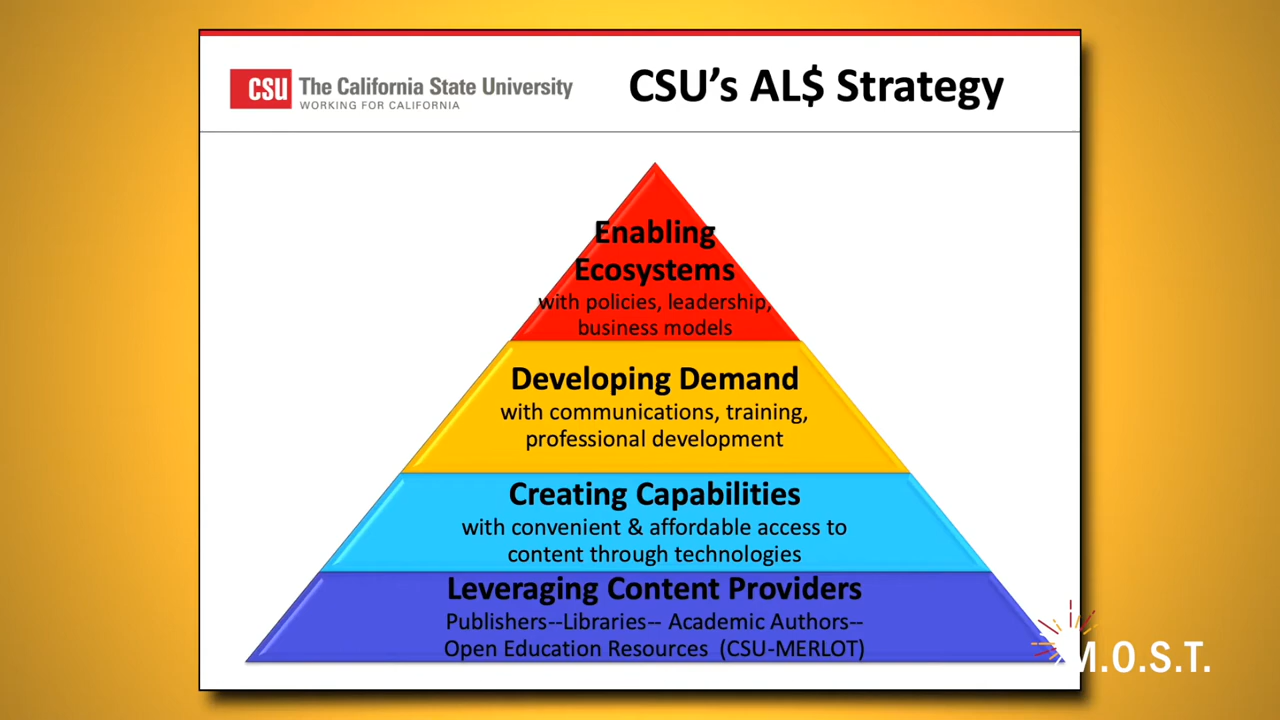 CSU The California State University
WORKING FOR CALIFORNIA
CSU's AL$ Strategy
Enabling
Ecosystems
with policies, leadership,
business models
Developing Demand
with communications, training,
professional development
Creating Capabilities
with convenient & affordable access to
content through technologies
Leveraging Content Providers
Publishers--Libraries-- Academic Authors--
Open Education Resources (CSU-MERLOT)
M.O.S.T.